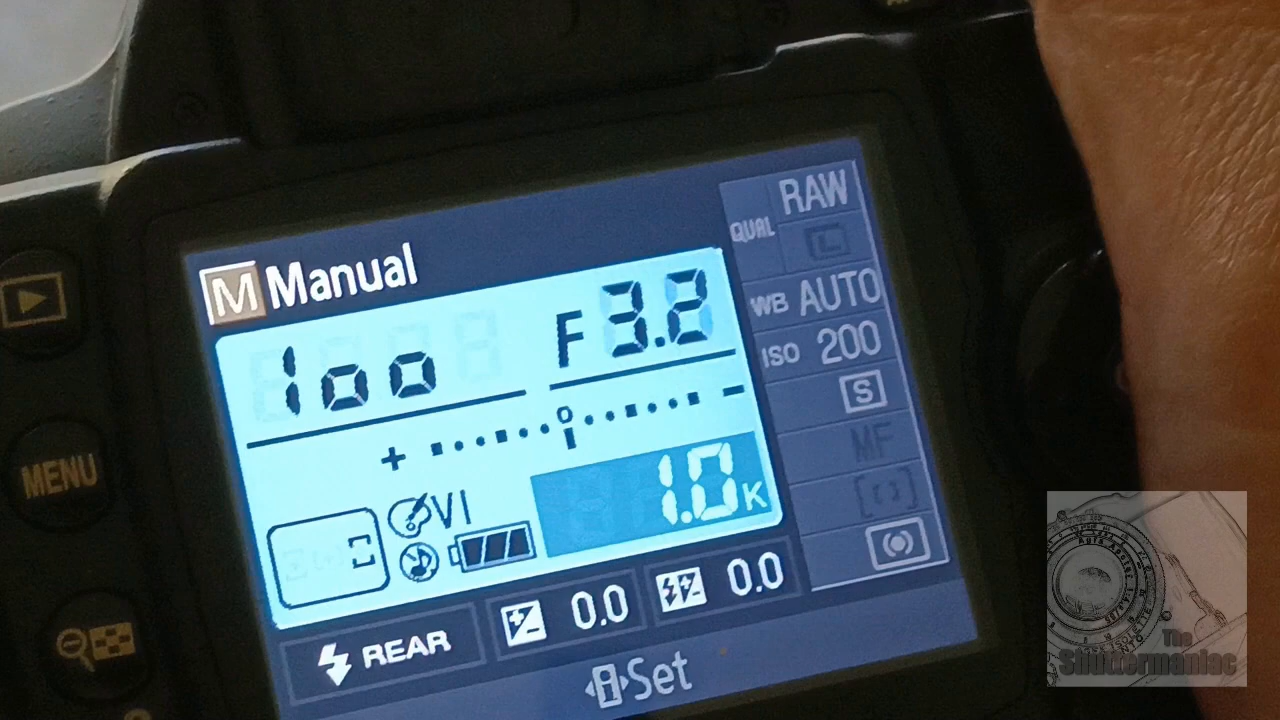 M Manual
100 F3.2
+ -
VI
1.0K
REAR 0.0 0.0
i Set
QUAL RAW
L
WB AUTO
ISO 200
S
MF
MENU
The
Shuttermaniac